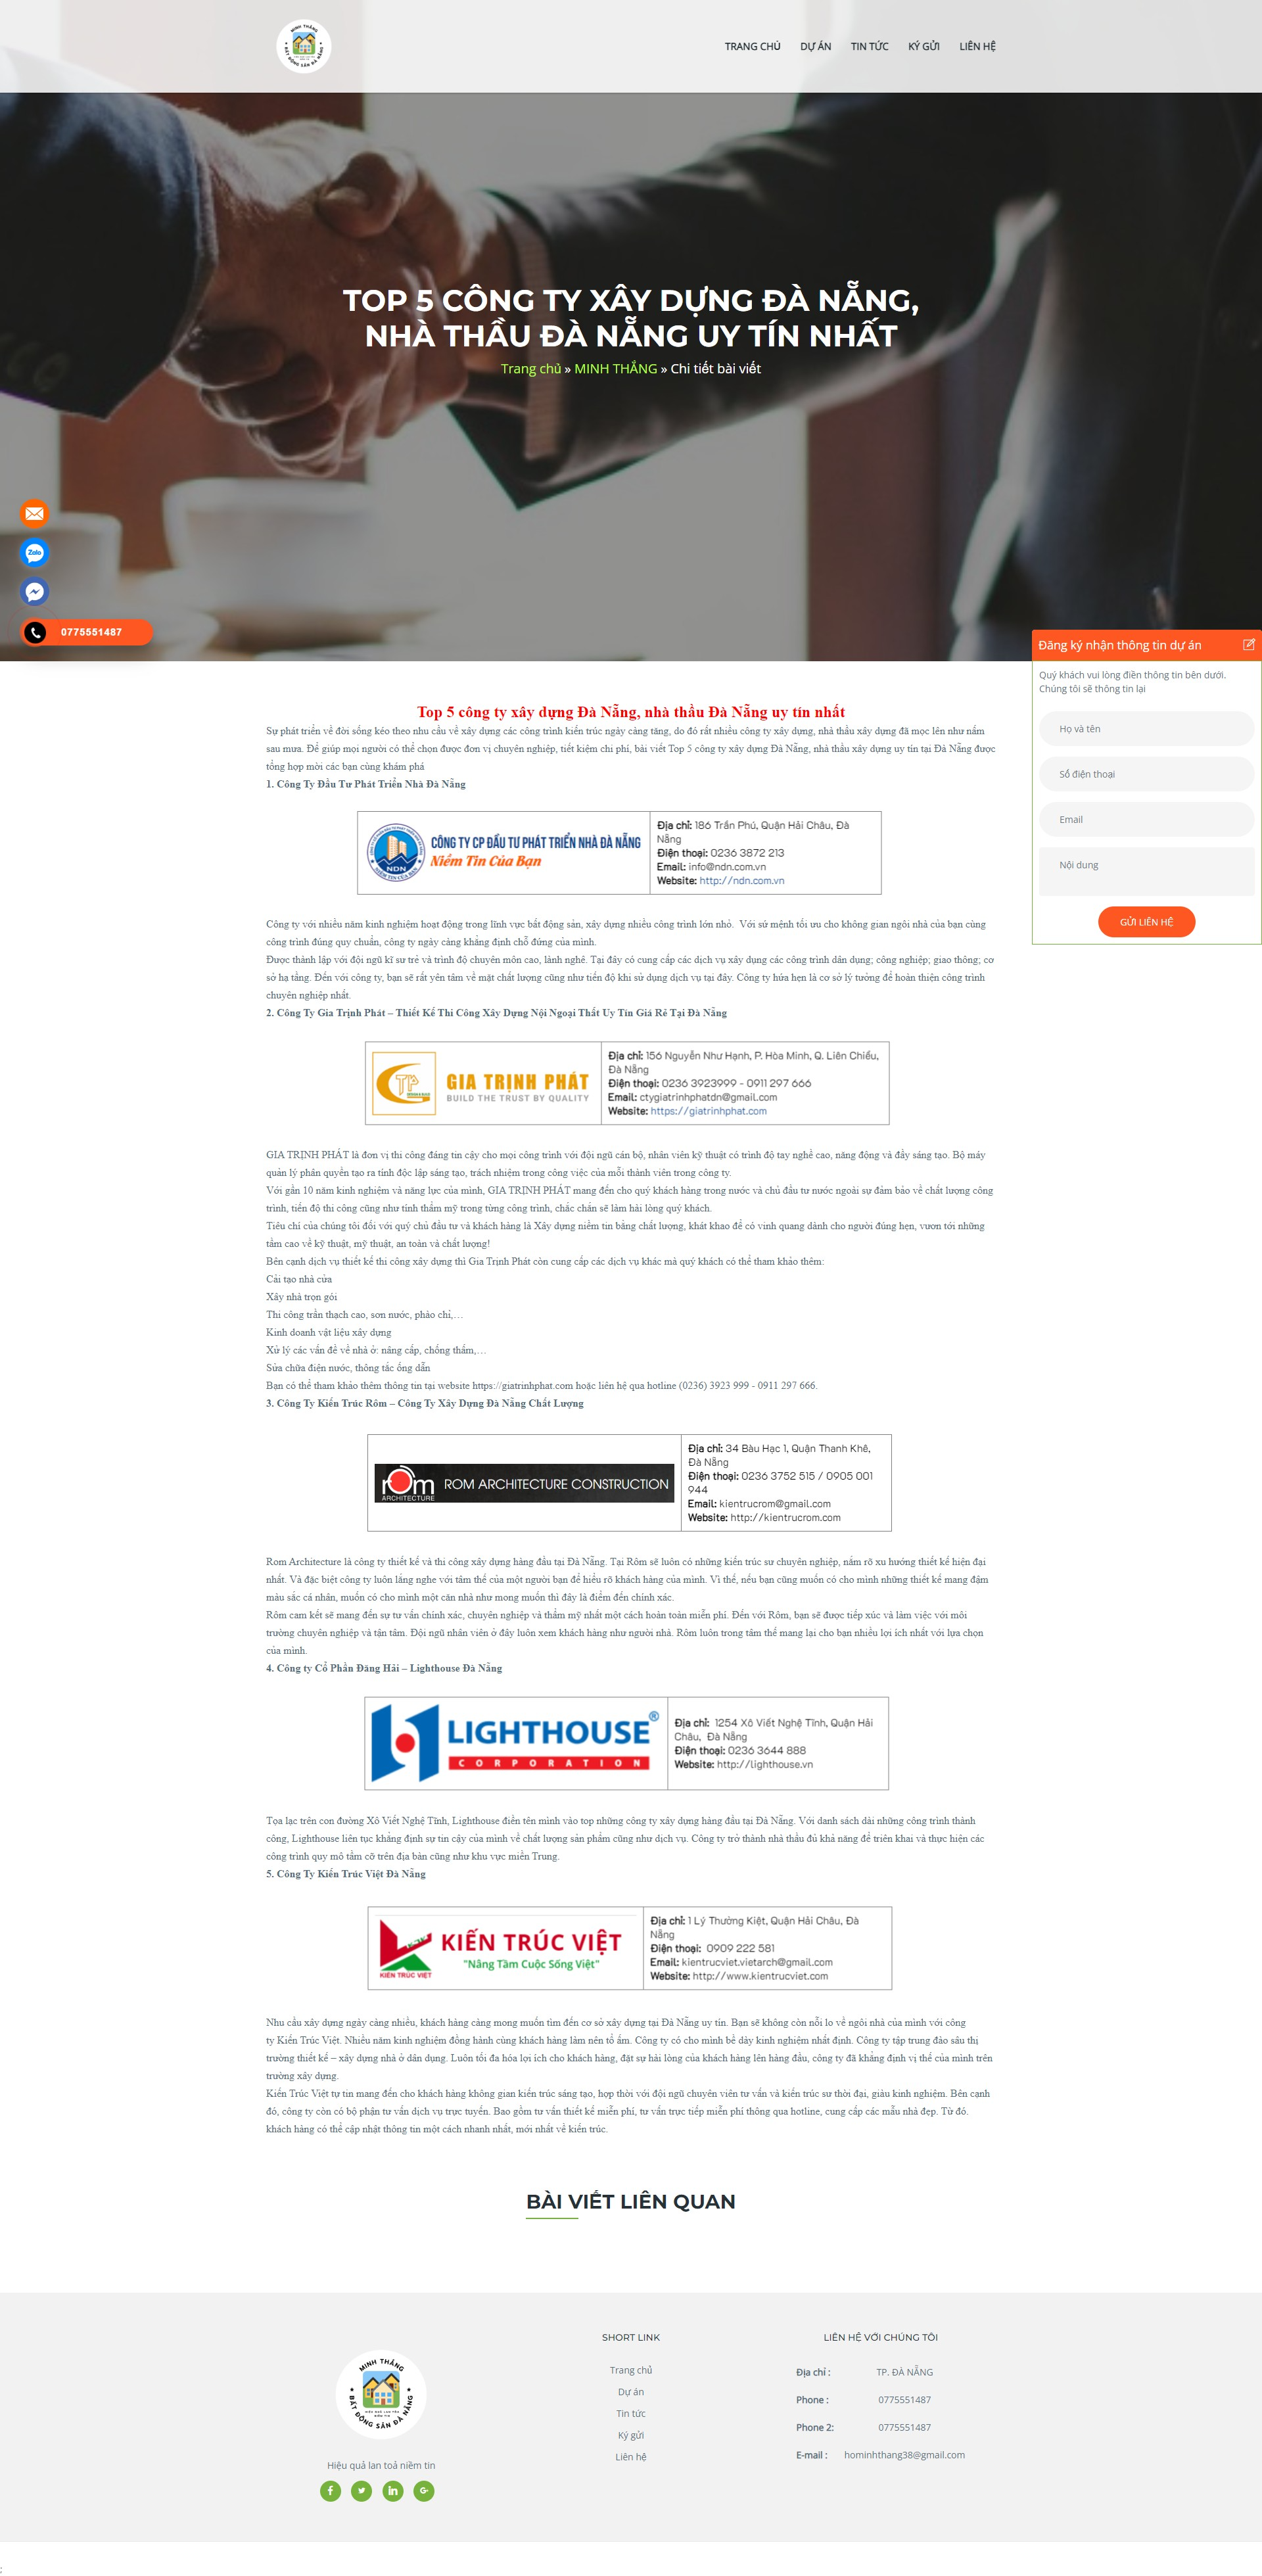 MINH THẮNG
BẤT ĐỘNG SẢN ĐÀ NẴNG
TRANG CHỦ
DỰ ÁN
TIN TỨC
KÝ GỬI
LIÊN HỆ
TOP 5 CÔNG TY XÂY DỰNG ĐÀ NẴNG,
NHÀ THẦU ĐÀ NẴNG UY TÍN NHẤT
Trang chủ » MINH THẮNG » Chi tiết bài viết
Zalo
0775551487
Đăng ký nhận thông tin dự án
Quý khách vui lòng điền thông tin bên dưới.
Chúng tôi sẽ thông tin lại
Họ và tên
Số điện thoại
Email
Nội dung
GỬI LIÊN HỆ
Top 5 công ty xây dựng Đà Nẵng, nhà thầu Đà Nẵng uy tín nhất
Sự phát triển về đời sống kéo theo nhu cầu về xây dựng các công trình kiến trúc ngày càng tăng, do đó rất nhiều công ty xây dựng, nhà thầu xây dựng đã mọc lên như nấm
sau mưa. Để giúp mọi người có thể chọn được đơn vị chuyên nghiệp, tiết kiệm chi phí, bài viết Top 5 công ty xây dựng Đà Nẵng, nhà thầu xây dựng uy tín tại Đà Nẵng được
tổng hợp mời các bạn cùng khám phá
1. Công Ty Đầu Tư Phát Triển Nhà Đà Nẵng
NDN
CÔNG TY CP ĐẦU TƯ PHÁT TRIỂN NHÀ ĐÀ NẴNG
Niềm Tin Của Bạn
Địa chỉ: 186 Trần Phú, Quận Hải Châu, Đà
Nẵng
Điện thoại: 0236 3872 213
Email: info@ndn.com.vn
Website: http://ndn.com.vn
Công ty với nhiều năm kinh nghiệm hoạt động trong lĩnh vực bất động sản, xây dựng nhiều công trình lớn nhỏ.  Với sứ mệnh tối ưu cho không gian ngôi nhà của bạn cùng
công trình đúng quy chuẩn, công ty ngày càng khẳng định chỗ đứng của mình.
Được thành lập với đội ngũ kĩ sư trẻ và trình độ chuyên môn cao, lành nghề. Tại đây có cung cấp các dịch vụ xây dựng các công trình dân dụng; công nghiệp; giao thông; cơ
sở hạ tầng. Đến với công ty, bạn sẽ rất yên tâm về mặt chất lượng cũng như tiến độ khi sử dụng dịch vụ tại đây. Công ty hứa hẹn là cơ sở lý tưởng để hoàn thiện công trình
chuyên nghiệp nhất.
2. Công Ty Gia Trịnh Phát – Thiết Kế Thi Công Xây Dựng Nội Ngoại Thất Uy Tín Giá Rẻ Tại Đà Nẵng
GIA TRỊNH PHÁT
BUILD THE TRUST BY QUALITY
Địa chỉ: 156 Nguyễn Như Hạnh, P. Hòa Minh, Q. Liên Chiểu,
Đà Nẵng
Điện thoại: 0236 3923999 - 0911 297 666
Email: ctygiatrinhphatdn@gmail.com
Website: https://giatrinhphat.com
GIA TRỊNH PHÁT là đơn vị thi công đáng tin cậy cho mọi công trình với đội ngũ cán bộ, nhân viên kỹ thuật có trình độ tay nghề cao, năng động và đầy sáng tạo. Bộ máy
quản lý phân quyền tạo ra tính độc lập sáng tạo, trách nhiệm trong công việc của mỗi thành viên trong công ty.
Với gần 10 năm kinh nghiệm và năng lực của mình, GIA TRỊNH PHÁT mang đến cho quý khách hàng trong nước và chủ đầu tư nước ngoài sự đảm bảo về chất lượng công
trình, tiến độ thi công cũng như tính thẩm mỹ trong từng công trình, chắc chắn sẽ làm hài lòng quý khách.
Tiêu chí của chúng tôi đối với quý chủ đầu tư và khách hàng là Xây dựng niềm tin bằng chất lượng, khát khao để có vinh quang dành cho người đúng hẹn, vươn tới những
tầm cao về kỹ thuật, mỹ thuật, an toàn và chất lượng!
Bên cạnh dịch vụ thiết kế thi công xây dựng thì Gia Trịnh Phát còn cung cấp các dịch vụ khác mà quý khách có thể tham khảo thêm:
Cải tạo nhà cửa
Xây nhà trọn gói
Thi công trần thạch cao, sơn nước, phào chỉ,…
Kinh doanh vật liệu xây dựng
Xử lý các vấn đề về nhà ở: nâng cấp, chống thấm,…
Sửa chữa điện nước, thông tắc ống dẫn
Bạn có thể tham khảo thêm thông tin tại website https://giatrinhphat.com hoặc liên hệ qua hotline (0236) 3923 999 - 0911 297 666.
3. Công Ty Kiến Trúc Rôm – Công Ty Xây Dựng Đà Nẵng Chất Lượng
rôm
ARCHITECTURE
ROM ARCHITECTURE CONSTRUCTION
Địa chỉ: 34 Bàu Hạc 1, Quận Thanh Khê,
Đà Nẵng
Điện thoại: 0236 3752 515 / 0905 001
944
Email: kientrucrom@gmail.com
Website: http://kientrucrom.com
Rom Architecture là công ty thiết kế và thi công xây dựng hàng đầu tại Đà Nẵng. Tại Rôm sẽ luôn có những kiến trúc sư chuyên nghiệp, nắm rõ xu hướng thiết kế hiện đại
nhất. Và đặc biệt công ty luôn lắng nghe với tâm thế của một người bạn để hiểu rõ khách hàng của mình. Vì thế, nếu bạn cũng muốn có cho mình những thiết kế mang đậm
màu sắc cá nhân, muốn có cho mình một căn nhà như mong muốn thì đây là điểm đến chính xác.
Rôm cam kết sẽ mang đến sự tư vấn chính xác, chuyên nghiệp và thẩm mỹ nhất một cách hoàn toàn miễn phí. Đến với Rôm, bạn sẽ được tiếp xúc và làm việc với môi
trường chuyên nghiệp và tận tâm. Đội ngũ nhân viên ở đây luôn xem khách hàng như người nhà. Rôm luôn trong tâm thế mang lại cho bạn nhiều lợi ích nhất với lựa chọn
của mình.
4. Công ty Cổ Phần Đăng Hải – Lighthouse Đà Nẵng
LIGHTHOUSE®
CORPORATION
Địa chỉ:  1254 Xô Viết Nghệ Tĩnh, Quận Hải
Châu,  Đà Nẵng
Điện thoại: 0236 3644 888
Website: http://lighthouse.vn
Tọa lạc trên con đường Xô Viết Nghệ Tĩnh, Lighthouse điền tên mình vào top những công ty xây dựng hàng đầu tại Đà Nẵng. Với danh sách dài những công trình thành
công, Lighthouse liên tục khẳng định sự tin cậy của mình về chất lượng sản phẩm cũng như dịch vụ. Công ty trở thành nhà thầu đủ khả năng để triển khai và thực hiện các
công trình quy mô tầm cỡ trên địa bàn cũng như khu vực miền Trung.
5. Công Ty Kiến Trúc Việt Đà Nẵng
KIẾN TRÚC VIỆT
KIẾN TRÚC VIỆT
"Nâng Tầm Cuộc Sống Việt"
Địa chỉ: 1 Lý Thường Kiệt, Quận Hải Châu, Đà
Nẵng
Điện thoại:  0909 222 581
Email: kientrucviet.vietarch@gmail.com
Website: http://www.kientrucviet.com
Nhu cầu xây dựng ngày càng nhiều, khách hàng càng mong muốn tìm đến cơ sở xây dựng tại Đà Nẵng uy tín. Bạn sẽ không còn nỗi lo về ngôi nhà của mình với công
ty Kiến Trúc Việt. Nhiều năm kinh nghiệm đồng hành cùng khách hàng làm nên tổ ấm. Công ty có cho mình bề dày kinh nghiệm nhất định. Công ty tập trung đào sâu thị
trường thiết kế – xây dựng nhà ở dân dụng. Luôn tối đa hóa lợi ích cho khách hàng, đặt sự hài lòng của khách hàng lên hàng đầu, công ty đã khẳng định vị thế của mình trên
trường xây dựng.
Kiến Trúc Việt tự tin mang đến cho khách hàng không gian kiến trúc sáng tạo, hợp thời với đội ngũ chuyên viên tư vấn và kiến trúc sư thời đại, giàu kinh nghiệm. Bên cạnh
đó, công ty còn có bộ phận tư vấn dịch vụ trực tuyến. Bao gồm tư vấn thiết kế miễn phí, tư vấn trực tiếp miễn phí thông qua hotline, cung cấp các mẫu nhà đẹp. Từ đó.
khách hàng có thể cập nhật thông tin một cách nhanh nhất, mới nhất về kiến trúc.
BÀI VIẾT LIÊN QUAN
MINH THẮNG
BẤT ĐỘNG SẢN ĐÀ NẴNG
Hiệu quả lan toả niềm tin
SHORT LINK
Trang chủ
Dự án
Tin tức
Ký gửi
Liên hệ
LIÊN HỆ VỚI CHÚNG TÔI
Địa chỉ : TP. ĐÀ NẴNG
Phone : 0775551487
Phone 2: 0775551487
E-mail : hominhthang38@gmail.com
;